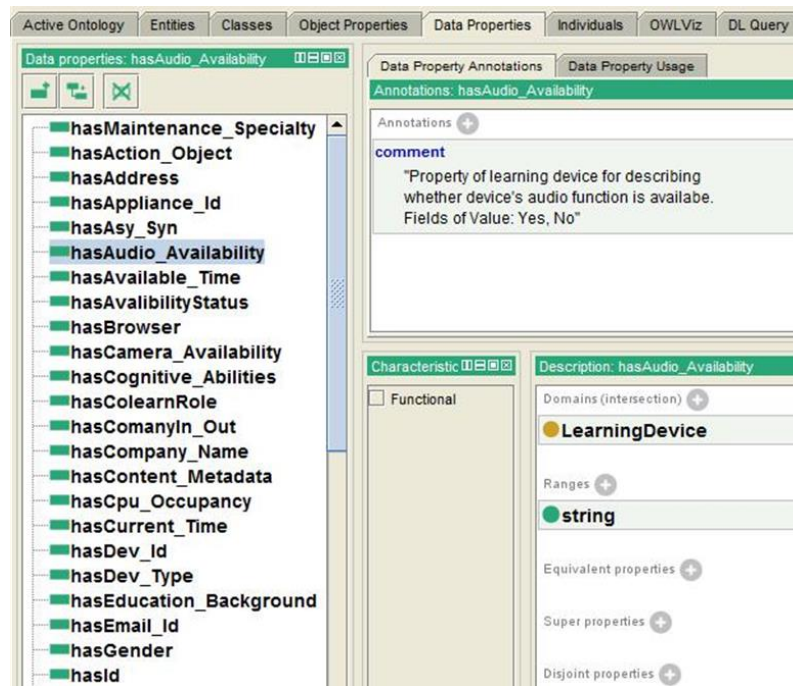 Active Ontology Entities Classes Object Properties Data Properties Individuals OWLViz DL Query
Data properties: hasAudio_Availability
hasMaintenance_Specialty
hasAction_Object
hasAddress
hasAppliance_Id
hasAsy_Syn
hasAudio_Availability
hasAvailable_Time
hasAvalibilityStatus
hasBrowser
hasCamera_Availability
hasCognitive_Abilities
hasColearnRole
hasComanyIn_Out
hasCompany_Name
hasContent_Metadata
hasCpu_Occupancy
hasCurrent_Time
hasDev_Id
hasDev_Type
hasEducation_Background
hasEmail_Id
hasGender
hasId
Data Property Annotations Data Property Usage
Annotations: hasAudio_Availability
Annotations
comment
"Property of learning device for describing
whether device's audio function is availabe.
Fields of Value: Yes, No"
Characteristic
Functional
Description: hasAudio_Availability
Domains (intersection)
LearningDevice
Ranges
string
Equivalent properties
Super properties
Disjoint properties